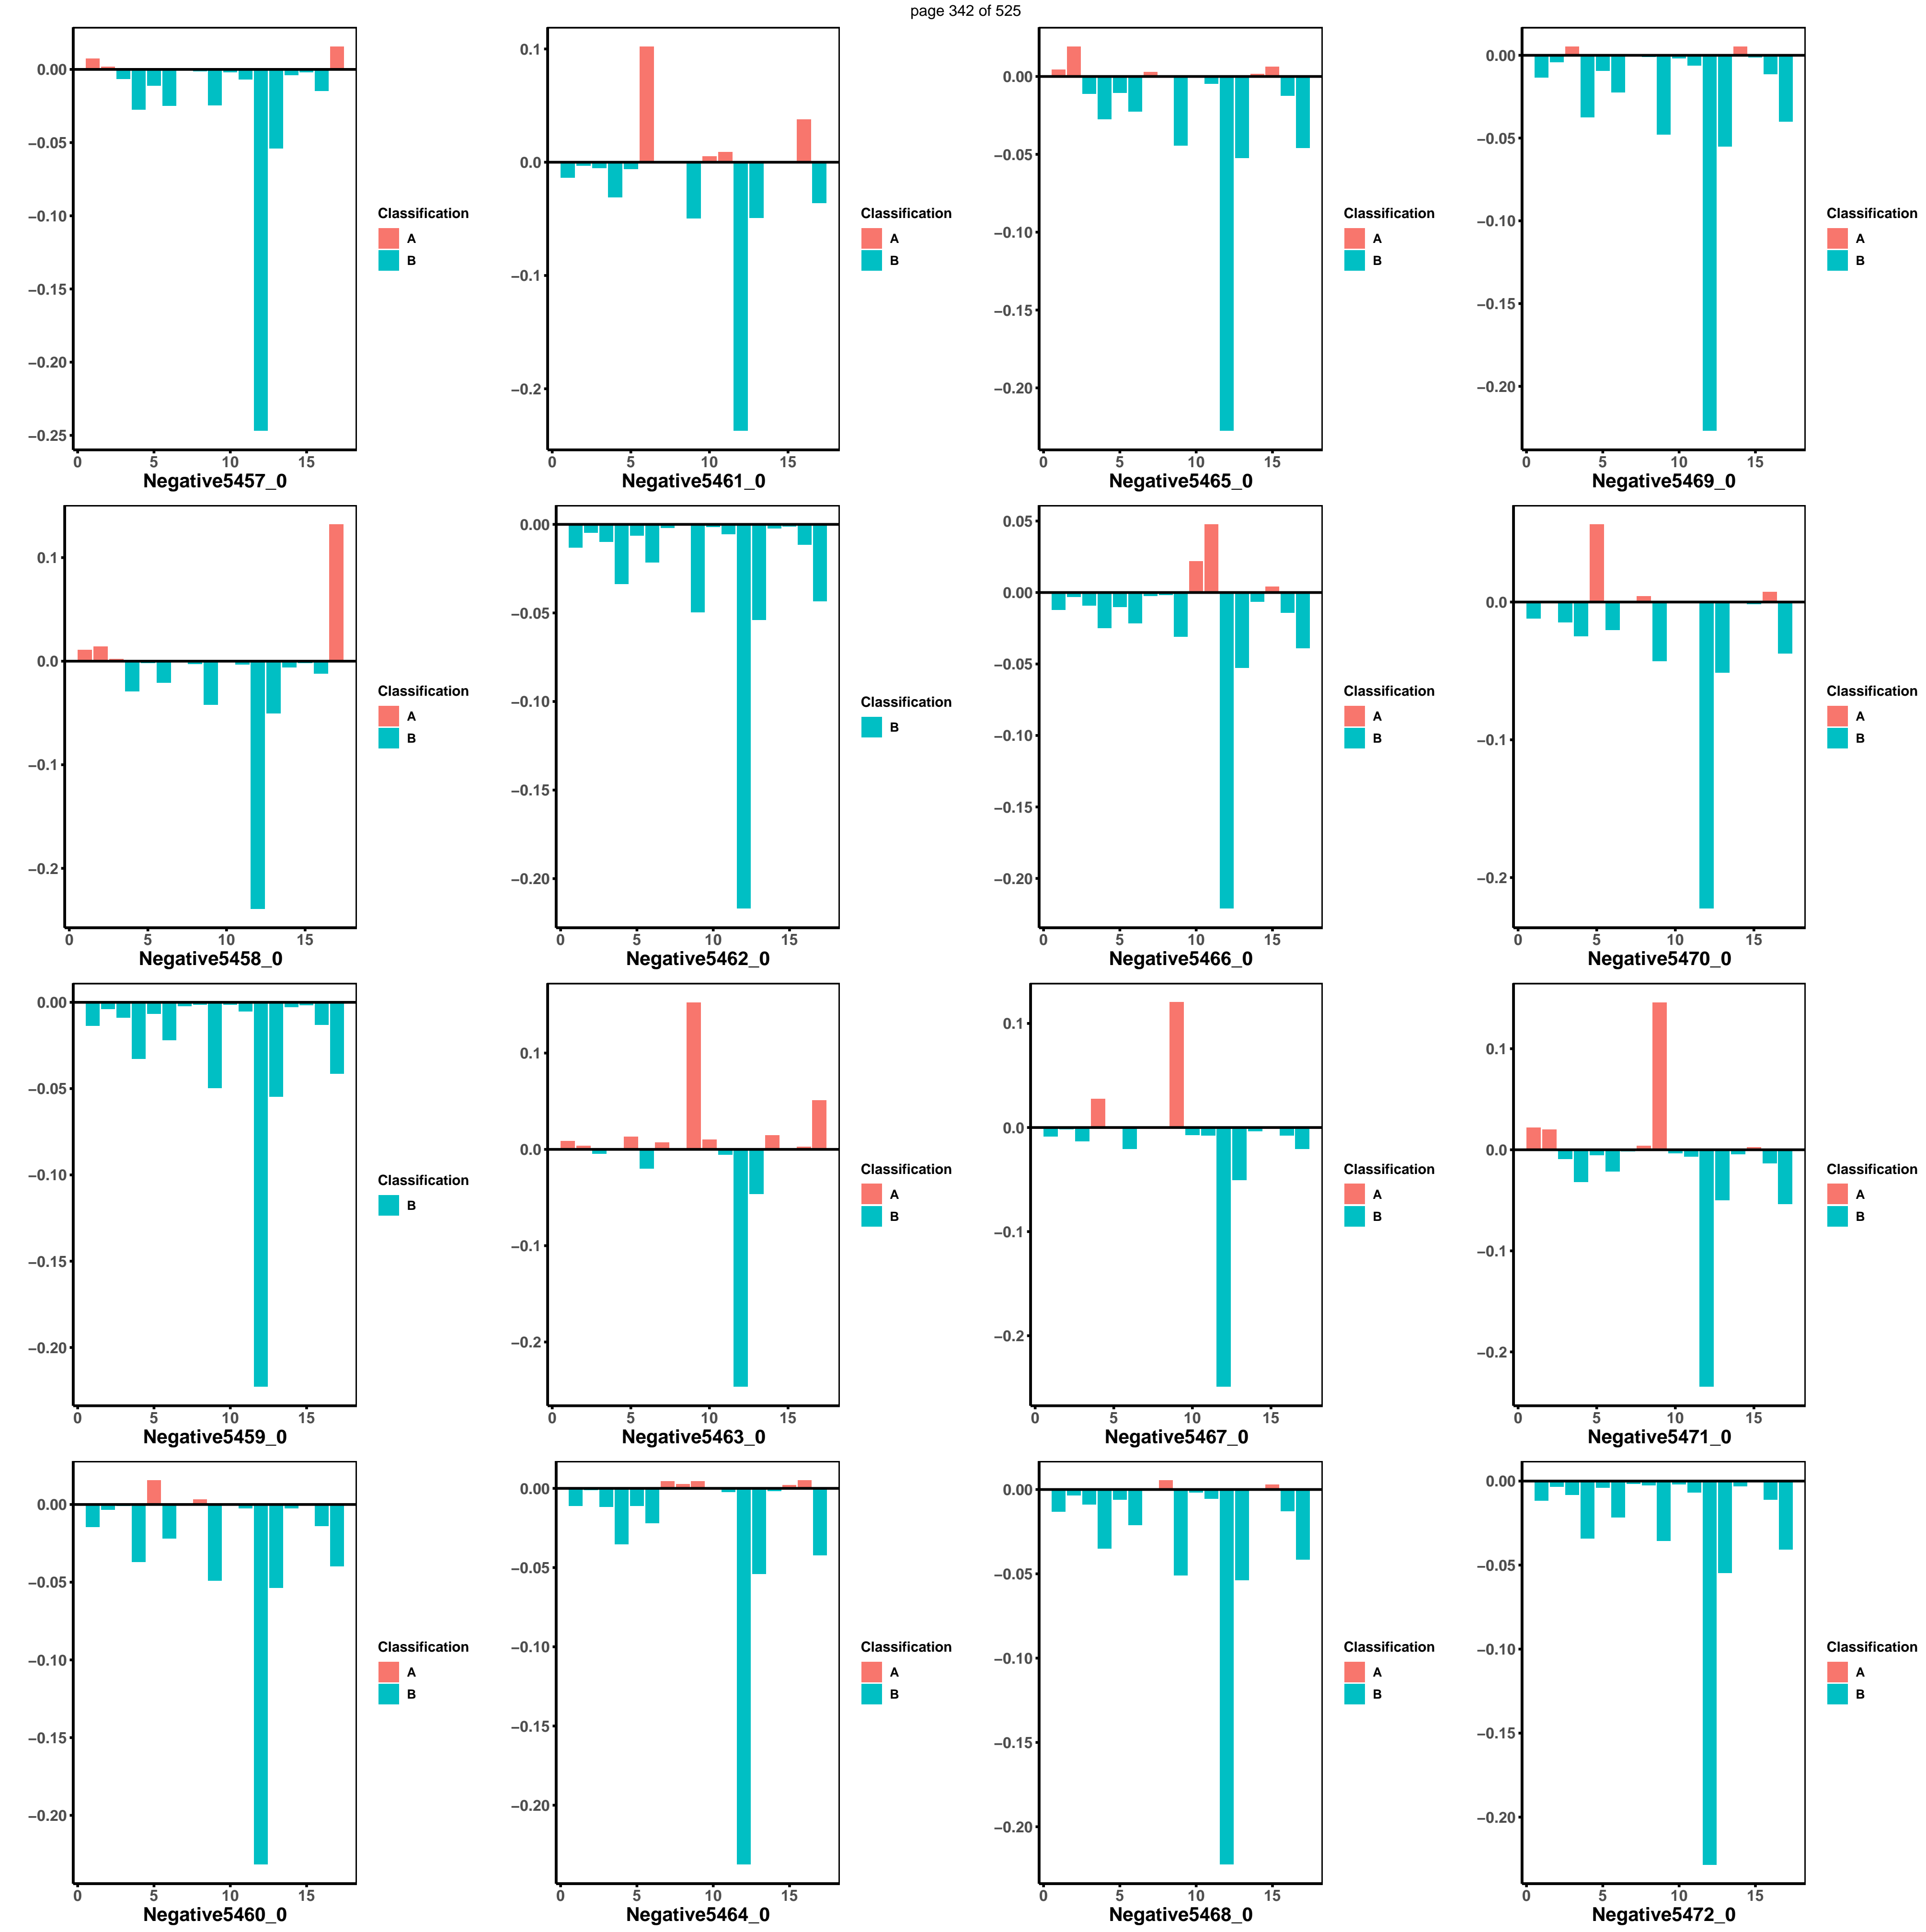 page 342 of 525
0.00
−0.05
−0.10
−0.15
−0.20
−0.25
0 5 10 15
Negative5457_0
Classification
A
B
0.1
0.0
−0.1
−0.2
0 5 10 15
Negative5461_0
Classification
A
B
0.00
−0.05
−0.10
−0.15
−0.20
0 5 10 15
Negative5465_0
Classification
A
B
0.00
−0.05
−0.10
−0.15
−0.20
0 5 10 15
Negative5469_0
Classification
A
B
0.1
0.0
−0.1
−0.2
0 5 10 15
Negative5458_0
Classification
A
B
0.00
−0.05
−0.10
−0.15
−0.20
0 5 10 15
Negative5462_0
Classification
B
0.05
0.00
−0.05
−0.10
−0.15
−0.20
0 5 10 15
Negative5466_0
Classification
A
B
0.0
−0.1
−0.2
0 5 10 15
Negative5470_0
Classification
A
B
0.00
−0.05
−0.10
−0.15
−0.20
0 5 10 15
Negative5459_0
Classification
B
0.1
0.0
−0.1
−0.2
0 5 10 15
Negative5463_0
Classification
A
B
0.1
0.0
−0.1
−0.2
0 5 10 15
Negative5467_0
Classification
A
B
0.1
0.0
−0.1
−0.2
0 5 10 15
Negative5471_0
Classification
A
B
0.00
−0.05
−0.10
−0.15
−0.20
0 5 10 15
Negative5460_0
Classification
A
B
0.00
−0.05
−0.10
−0.15
−0.20
0 5 10 15
Negative5464_0
Classification
A
B
0.00
−0.05
−0.10
−0.15
−0.20
0 5 10 15
Negative5468_0
Classification
A
B
0.00
−0.05
−0.10
−0.15
−0.20
0 5 10 15
Negative5472_0
Classification
A
B